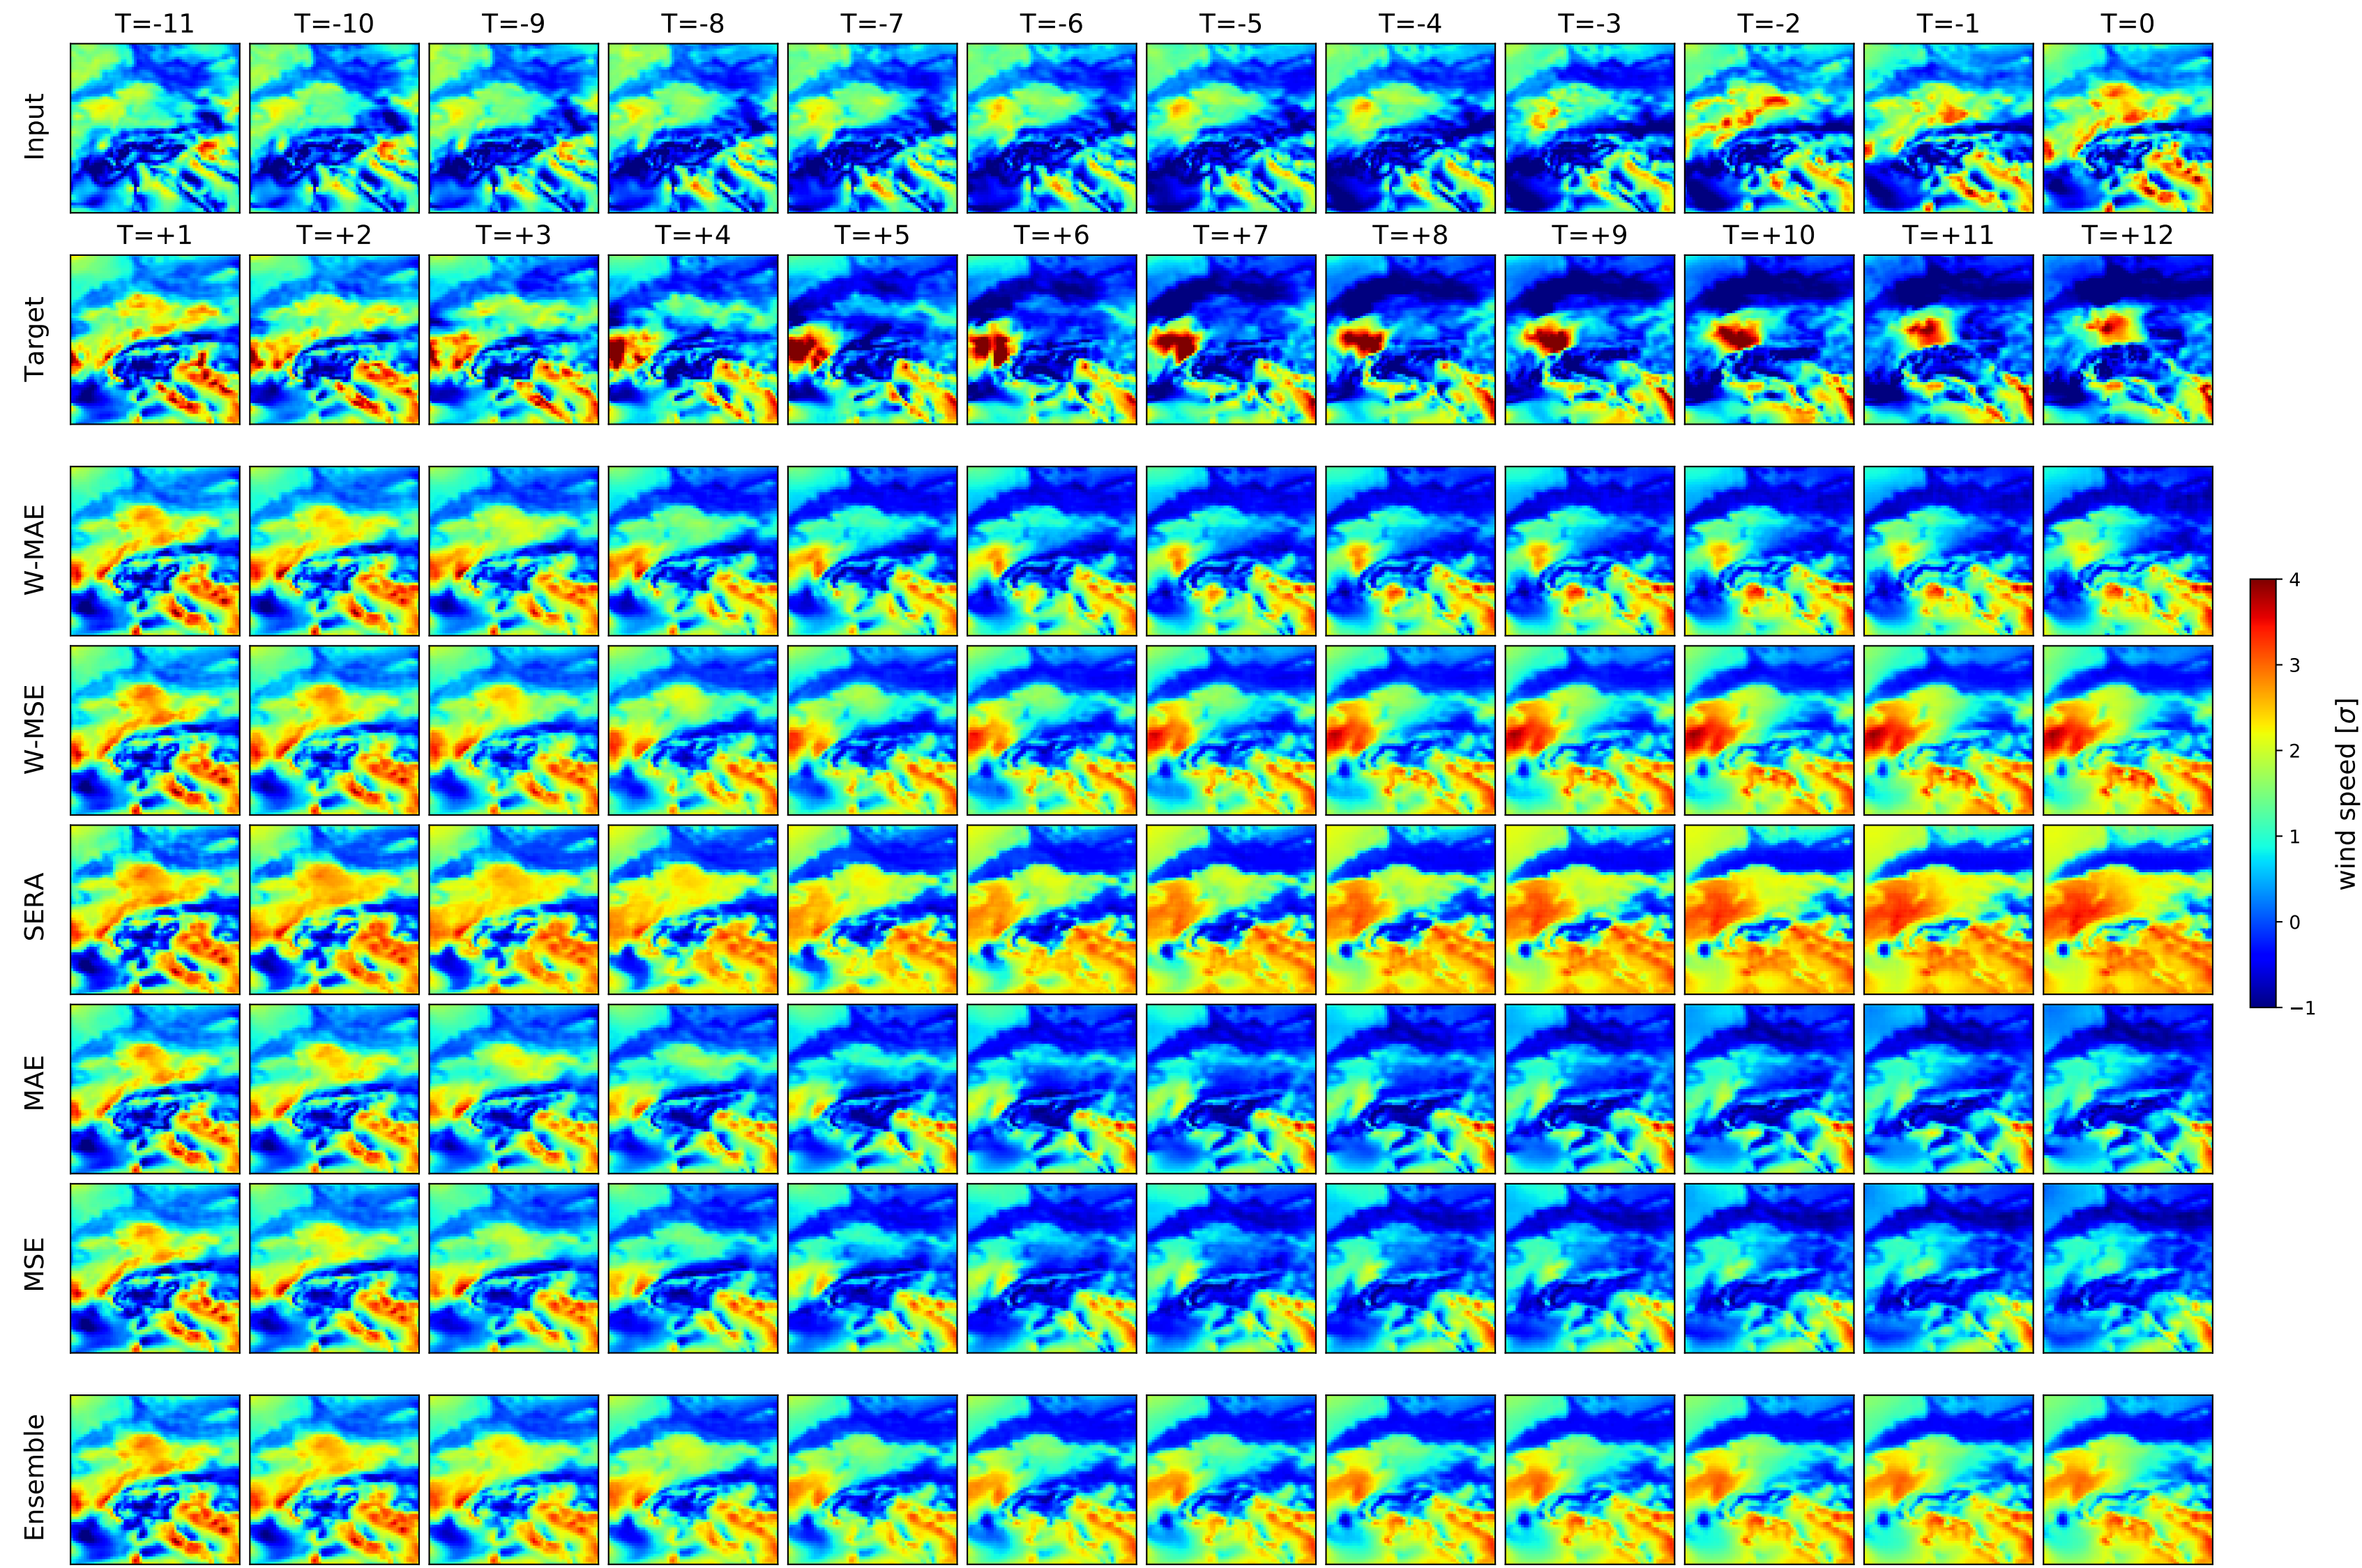 T=-11 T=-10 T=-9 T=-8 T=-7 T=-6 T=-5 T=-4 T=-3 T=-2 T=-1 T=0
Input
T=+1 T=+2 T=+3 T=+4 T=+5 T=+6 T=+7 T=+8 T=+9 T=+10 T=+11 T=+12
Target
W-MAE
W-MSE
SERA
MAE
MSE
Ensemble
4
3
2
1
0
−1
wind speed [σ]